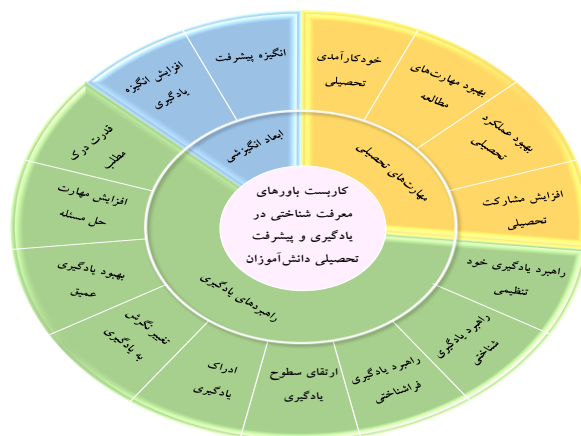 کاربست باورهای
معرفت شناختی در
یادگیری و پیشرفت
تحصیلی دانش‌آموزان
مهارت‌های تحصیلی
خودکارآمدی
تحصیلی
بهبود مهارت‌های
مطالعه
بهبود عملکرد
تحصیلی
افزایش مشارکت
تحصیلی
راهبردهای یادگیری
راهبرد یادگیری خود
تنظیمی
راهبرد یادگیری
شناختی
راهبرد یادگیری
فراشناختی
ارتقای سطوح
یادگیری
ادراک
یادگیری
تغییر نگرش
به یادگیری
بهبود یادگیری
عمیق
افزایش مهارت
حل مسئله
قدرت درک
مطلب
ابعاد انگیزشی
افزایش انگیزه
یادگیری
انگیزه پیشرفت